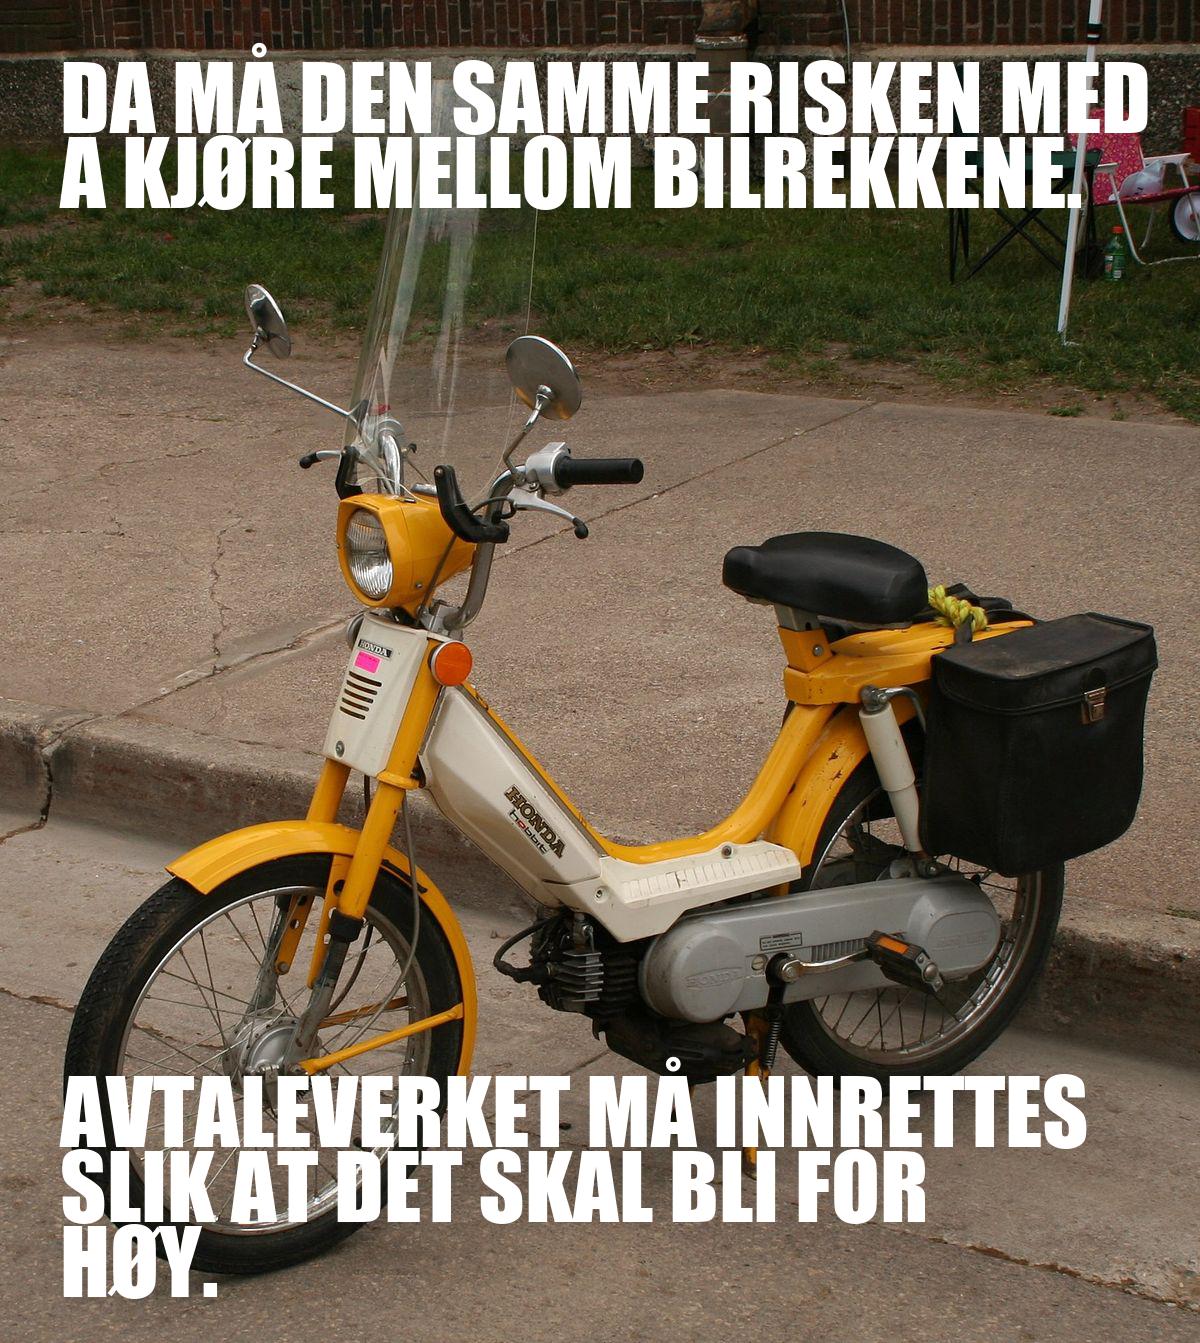 DA MÅ DEN SAMME RISKEN MED
A KJØRE MELLOM BILREKKENE.
HONDA
HONDA
hobbit
HONDA
AVTALEVERKET MÅ INNRETTES
SLIK AT DET SKAL BLI FOR
HØY.